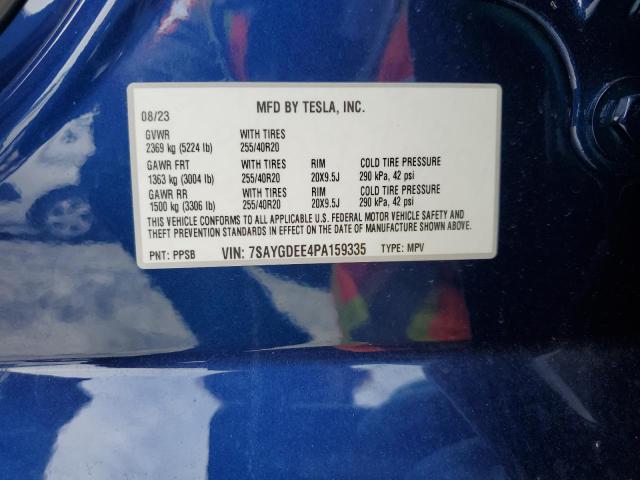 08/23 MFD BY TESLA, INC.
GVWR WITH TIRES
2369 kg (5224 lb) 255/40R20
GAWR FRT WITH TIRES RIM COLD TIRE PRESSURE
1363 kg (3004 lb) 255/40R20 20X9.5J 290 kPa, 42 psi
GAWR RR WITH TIRES RIM COLD TIRE PRESSURE
1500 kg (3306 lb) 255/40R20 20X9.5J 290 kPa, 42 psi
THIS VEHICLE CONFORMS TO ALL APPLICABLE U.S. FEDERAL MOTOR VEHICLE SAFETY AND
THEFT PREVENTION STANDARDS IN EFFECT ON THE DATE OF MANUFACTURE SHOWN ABOVE.
PNT: PPSB VIN: 7SAYGDEE4PA159335 TYPE: MPV